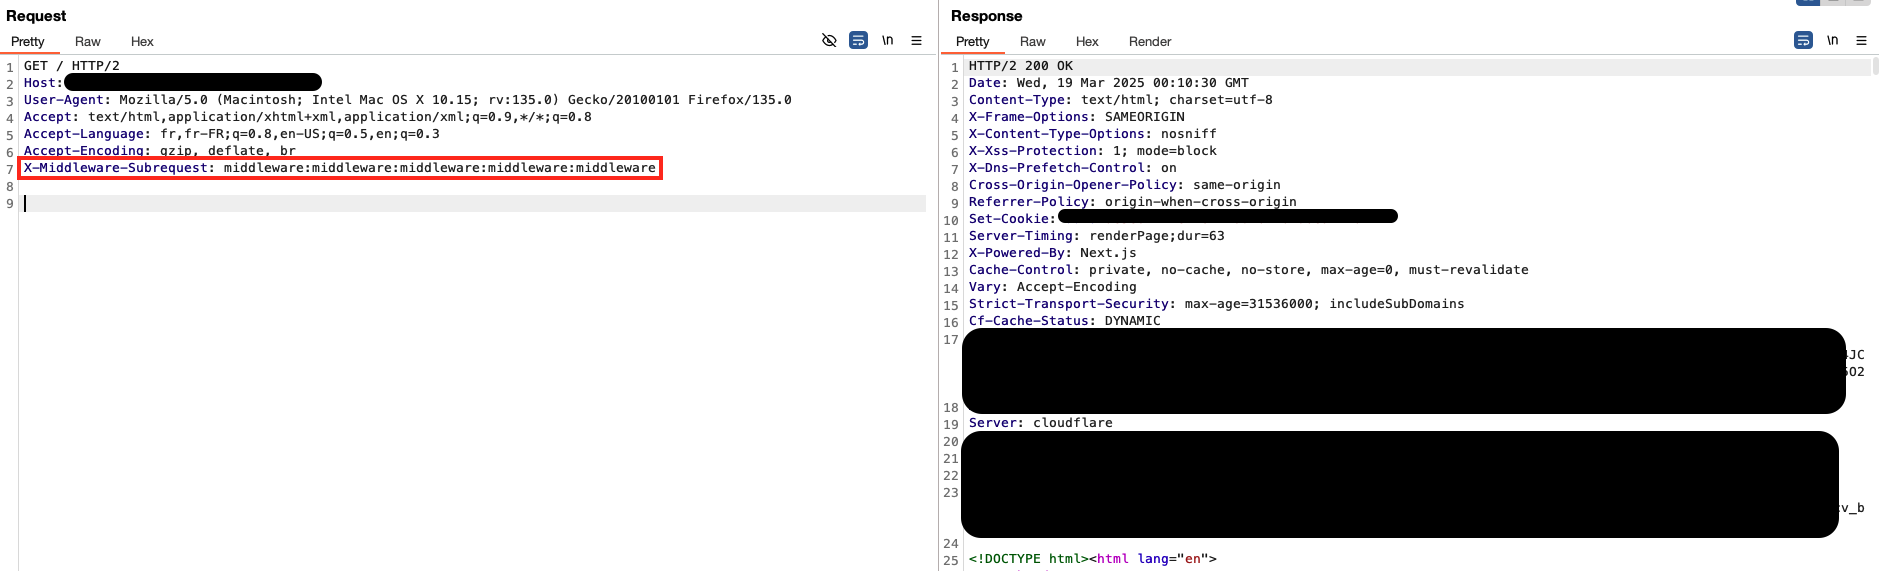 Request
Pretty Raw Hex
\n
1 GET / HTTP/2
2 Host:
3 User-Agent: Mozilla/5.0 (Macintosh; Intel Mac OS X 10.15; rv:135.0) Gecko/20100101 Firefox/135.0
4 Accept: text/html,application/xhtml+xml,application/xml;q=0.9,*/*;q=0.8
5 Accept-Language: fr,fr-FR;q=0.8,en-US;q=0.5,en;q=0.3
6 Accept-Encoding: gzip, deflate, br
7 X-Middleware-Subrequest: middleware:middleware:middleware:middleware:middleware
8
9
Response
Pretty Raw Hex Render
\n
1 HTTP/2 200 OK
2 Date: Wed, 19 Mar 2025 00:10:30 GMT
3 Content-Type: text/html; charset=utf-8
4 X-Frame-Options: SAMEORIGIN
5 X-Content-Type-Options: nosniff
6 X-Xss-Protection: 1; mode=block
7 X-Dns-Prefetch-Control: on
8 Cross-Origin-Opener-Policy: same-origin
9 Referrer-Policy: origin-when-cross-origin
10 Set-Cookie:
11 Server-Timing: renderPage;dur=63
12 X-Powered-By: Next.js
13 Cache-Control: private, no-cache, no-store, max-age=0, must-revalidate
14 Vary: Accept-Encoding
15 Strict-Transport-Security: max-age=31536000; includeSubDomains
16 Cf-Cache-Status: DYNAMIC
17
JC
O2
18
19 Server: cloudflare
20
21
22
23
v_b
24
25 <!DOCTYPE html><html lang="en">